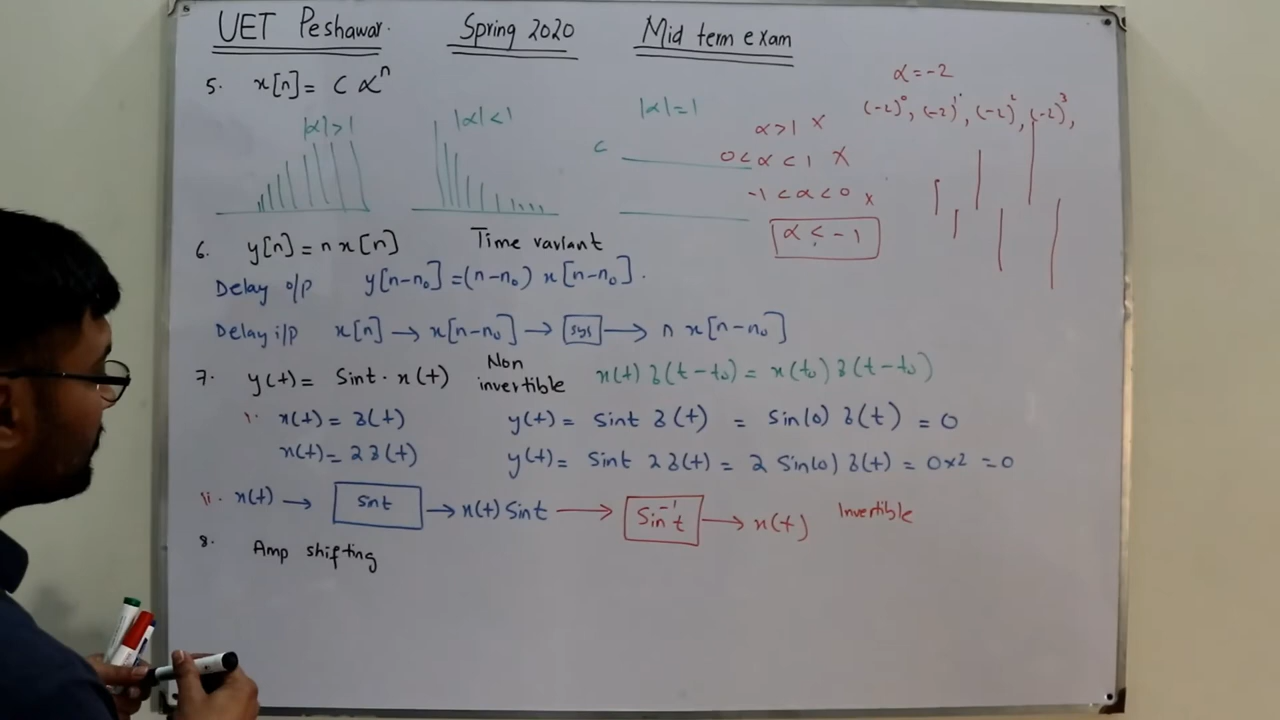 UET Peshawar. Spring 2020 Mid term exam
5. x[n] = C α^n
|α|>1 |α|<1 |α|=1
C
α>1 ×
0<α<1 ×
-1<α<0 ×
α<-1
α=-2
(-2)^0, (-2)^1, (-2)^2, (-2)^3,
6. y[n] = n x[n] Time variant
Delay o/p y[n-n₀] = (n-n₀) x[n-n₀].
Delay i/p x[n] → x[n-n₀] → sys → n x[n-n₀]
7. y(t) = Sint · x(t) Non invertible x(t) δ(t-t₀) = x(t₀) δ(t-t₀)
i. x(t) = δ(t) y(t) = Sint δ(t) = Sin(0) δ(t) = 0
x(t) = 2δ(t) y(t) = Sint 2δ(t) = 2 Sin(0) δ(t) = 0×2 = 0
ii. x(t) → Sint → x(t) Sint → Sin⁻¹t → x(t) Invertible
8. Amp shifting